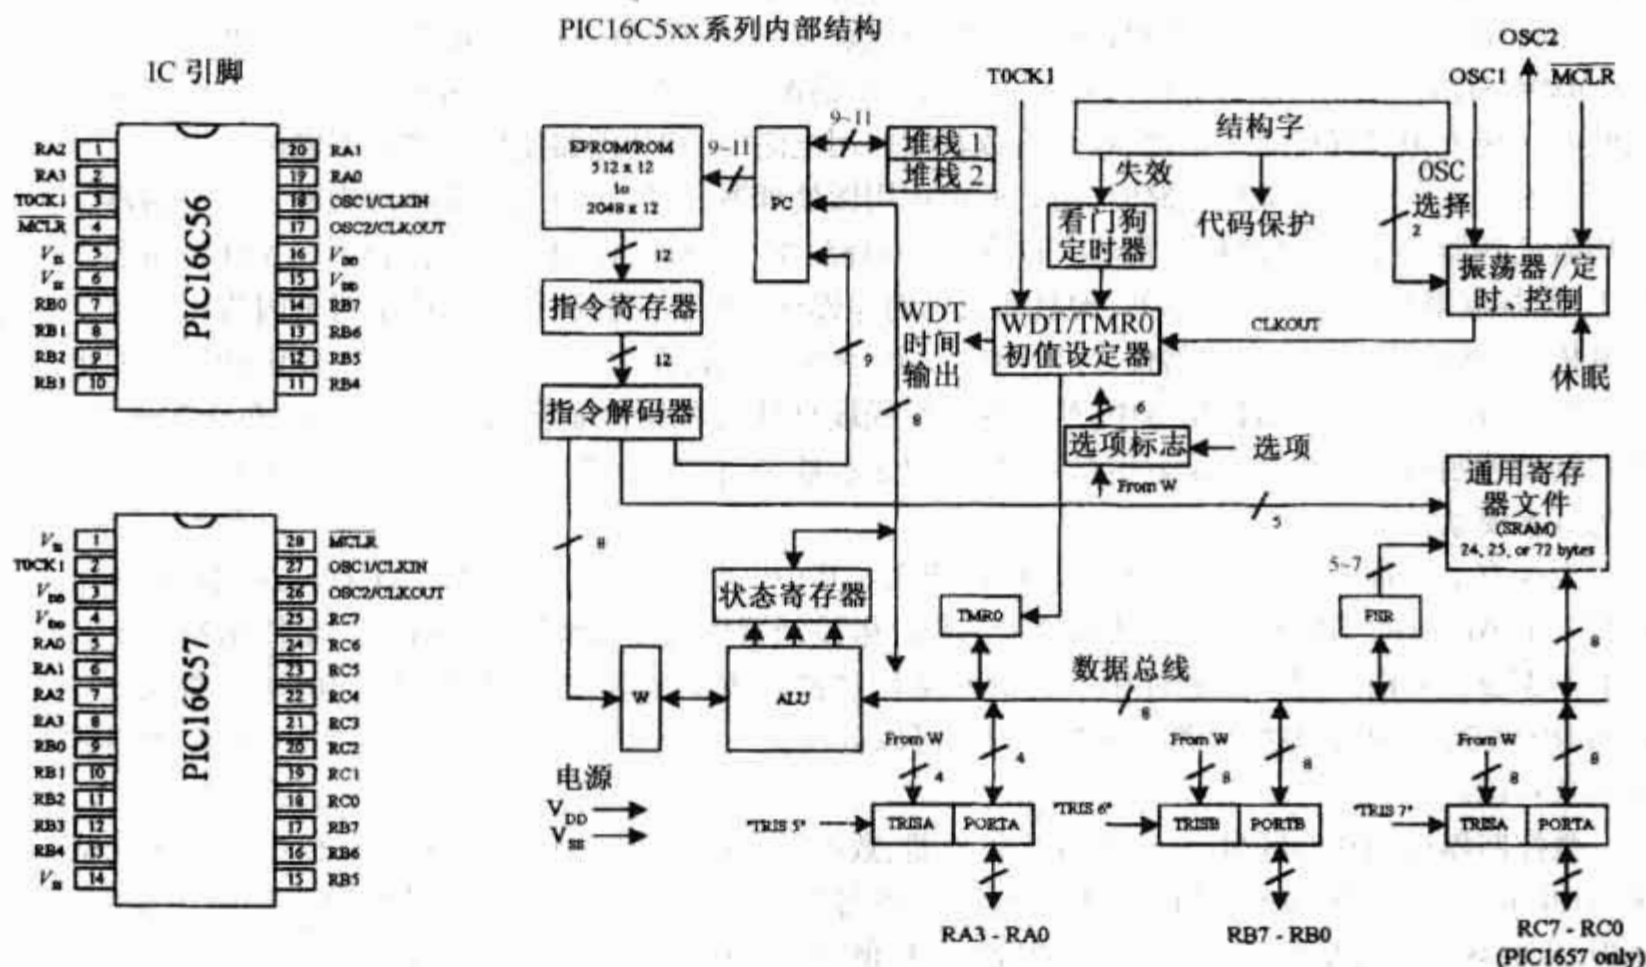 PIC16C5xx系列内部结构
IC 引脚
PIC16C56
RA2 1
RA3 2
T0CK1 3
MCLR 4
V 5
V 6
RB0 7
RB1 8
RB2 9
RB3 10
20 RA1
19 RA0
18 OSC1/CLKIN
17 OSC2/CLKOUT
16 VDD
15 VDD
14 RB7
13 RB6
12 RB5
11 RB4
PIC16C57
V 1
T0CK1 2
VDD 3
VDD 4
RA0 5
RA1 6
RA2 7
RA3 8
RB0 9
RB1 10
RB2 11
RB3 12
RB4 13
V 14
28 MCLR
27 OSC1/CLKIN
26 OSC2/CLKOUT
25 RC7
24 RC6
23 RC5
22 RC4
21 RC3
20 RC2
19 RC1
18 RC0
17 RB7
16 RB6
15 RB5
EPROM/ROM
512 x 12
to
2048 x 12
9~11
PC
9~11
堆栈 1
堆栈 2
12
指令寄存器
12
指令解码器
9
8
8
T0CK1
结构字
失效
看门狗
定时器
代码保护
OSC
选择
2
OSC1
OSC2
MCLR
振荡器/定
时、控制
休眠
CLKOUT
WDT/TMR0
初值设定器
WDT
时间
输出
6
选项标志
选项
From W
5
通用寄存
器文件
(SRAM)
24, 25, or 72 bytes
5~7
FSR
8
状态寄存器
TMR0
W
ALU
数据总线
8
电源
VDD
VSS
From W
4
4
"TRIS 5"
TRISA
PORTA
RA3 - RA0
From W
8
8
"TRIS 6"
TRISB
PORTB
RB7 - RB0
From W
8
8
"TRIS 7"
TRISA
PORTA
RC7 - RC0
(PIC1657 only)